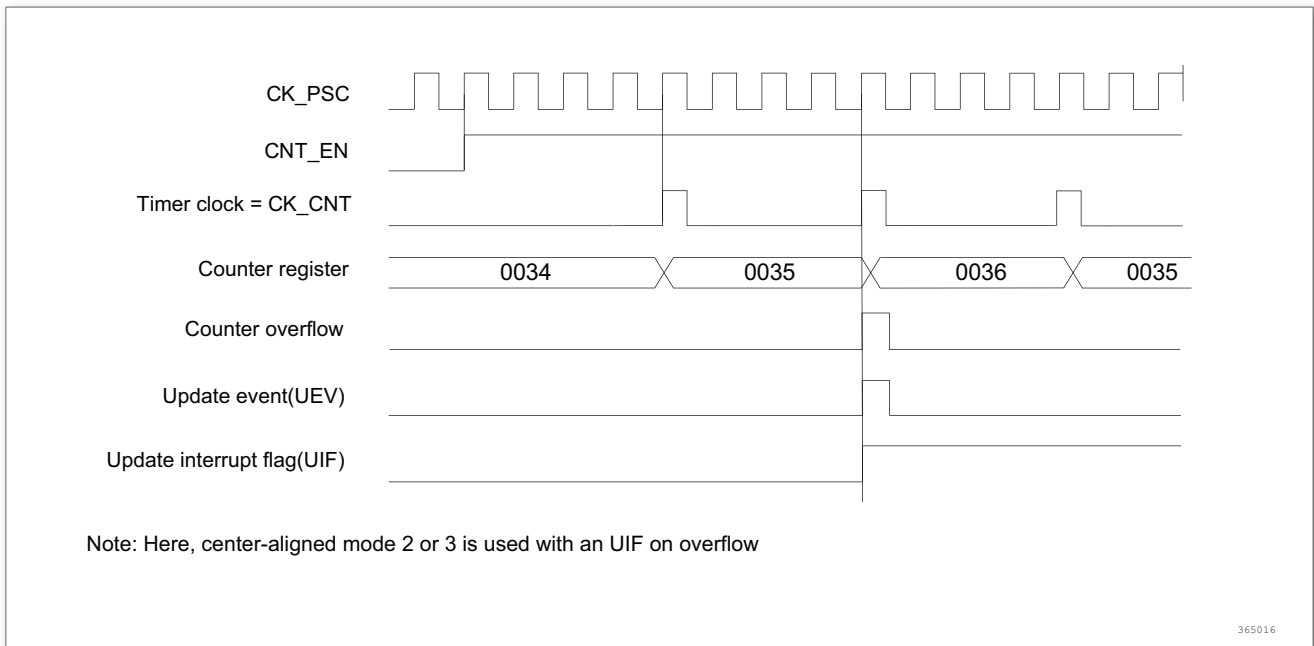 CK_PSC
CNT_EN
Timer clock = CK_CNT
Counter register
0034
0035
0036
0035
Counter overflow
Update event(UEV)
Update interrupt flag(UIF)
Note: Here, center-aligned mode 2 or 3 is used with an UIF on overflow
365016